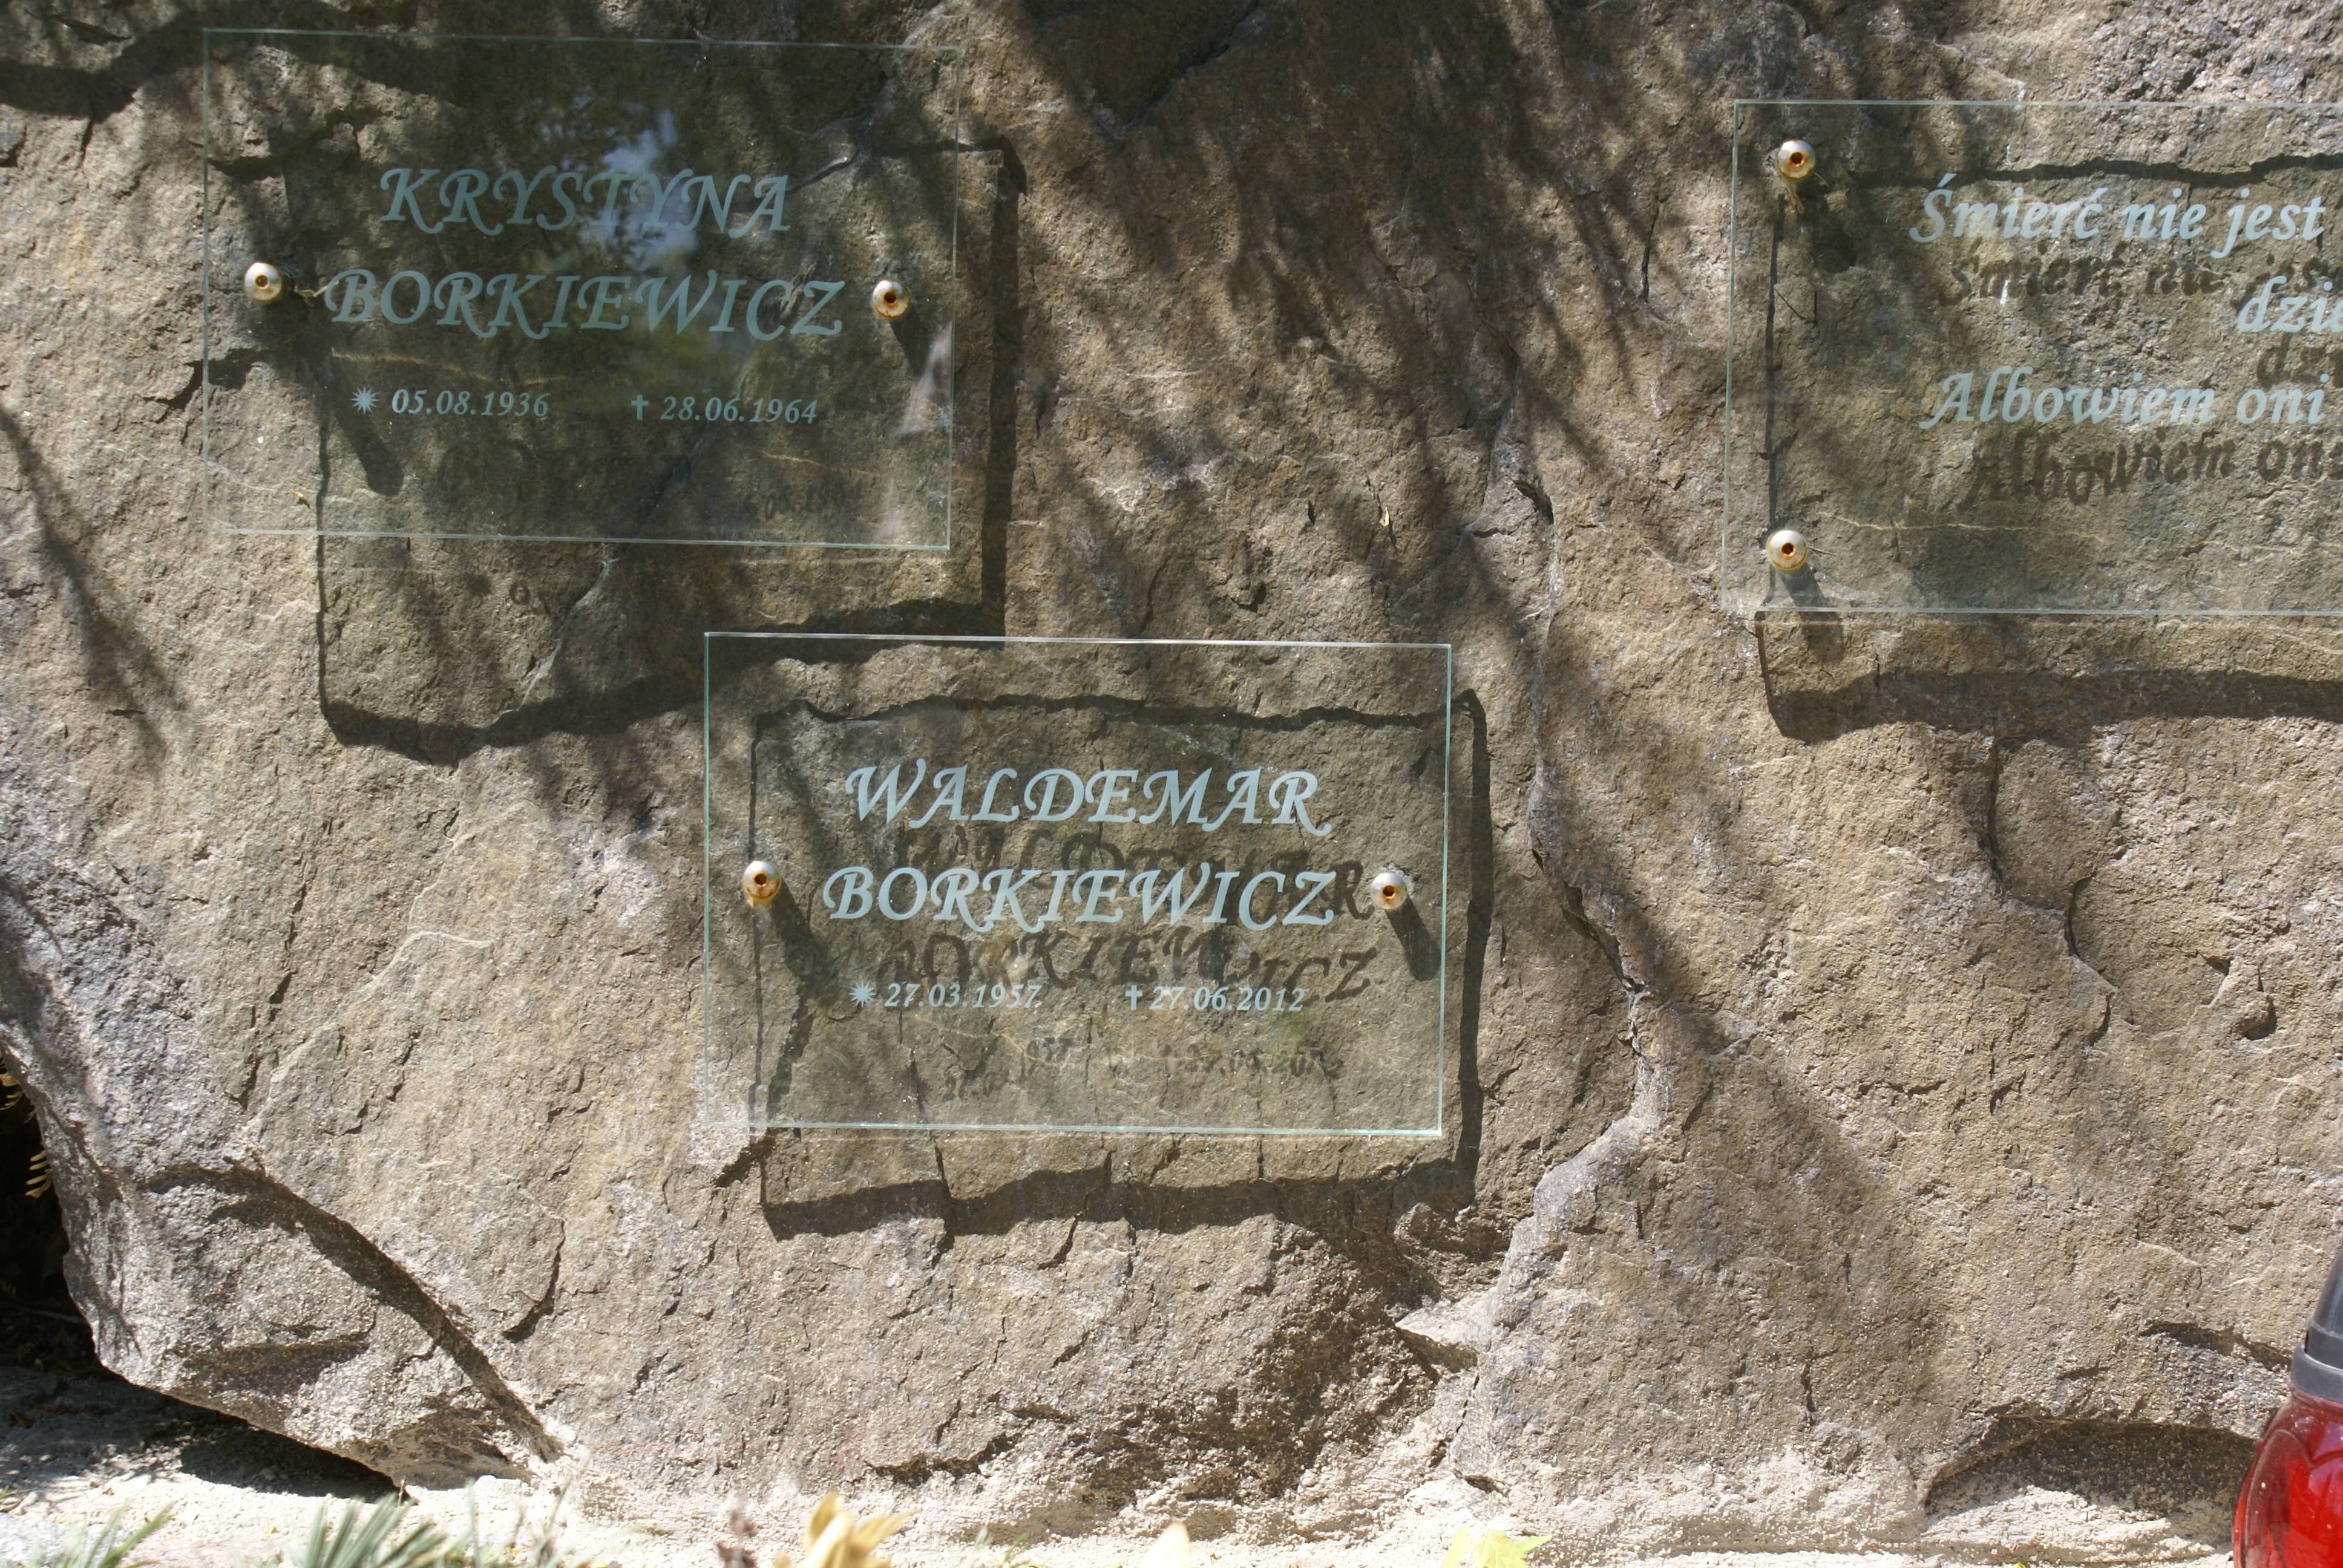 KRYSTYNA
BORKIEWICZ
✷ 05.08.1936 † 28.06.1964
WALDEMAR
BORKIEWICZ
✷ 27.03.1957 † 27.06.2012
Śmierć nie jest
Albowiem oni